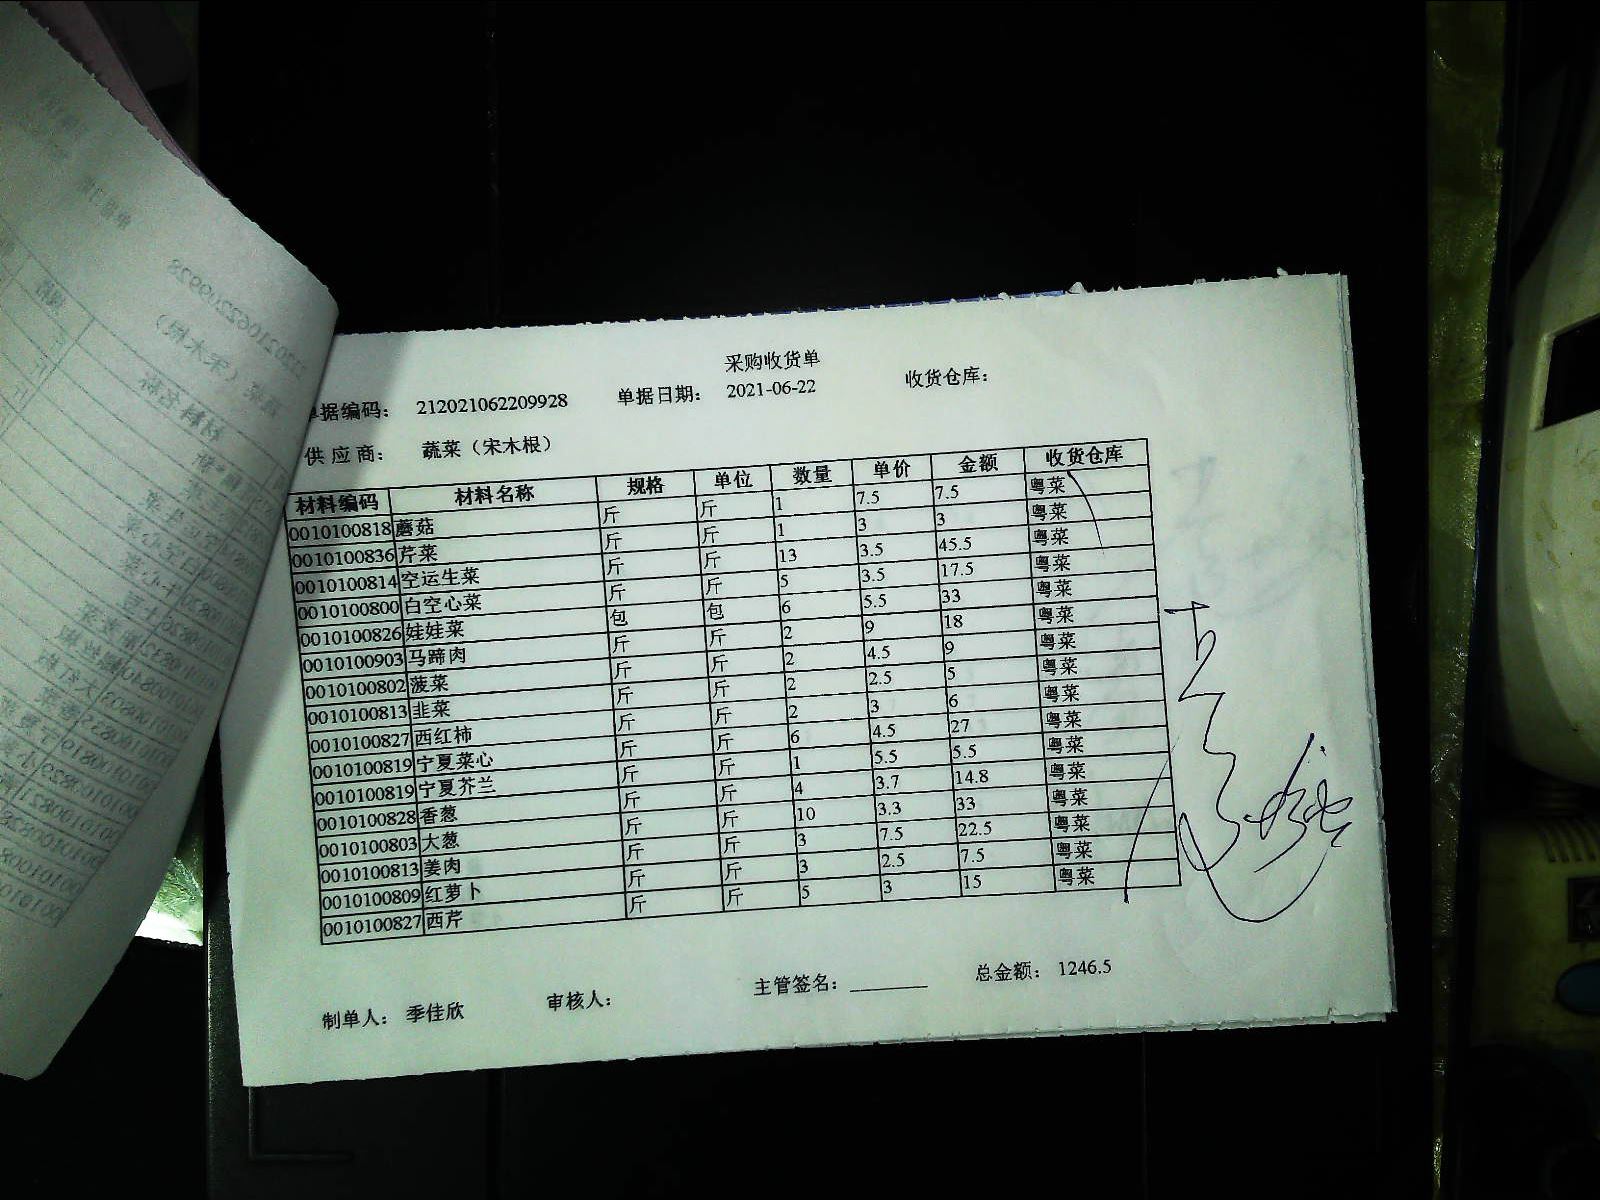 采购收货单
单据编码： 212021062209928 单据日期： 2021-06-22 收货仓库：
供应商： 蔬菜（宋木根）
材料编码 材料名称 规格 单位 数量 单价 金额 收货仓库
0010100818 蘑菇 斤 斤 1 7.5 7.5 粤菜
0010100836 芹菜 斤 斤 1 3 3 粤菜
0010100814 空运生菜 斤 斤 13 3.5 45.5 粤菜
0010100800 白空心菜 斤 斤 5 3.5 17.5 粤菜
0010100826 娃娃菜 包 包 6 5.5 33 粤菜
0010100903 马蹄肉 斤 斤 2 9 18 粤菜
0010100802 菠菜 斤 斤 2 4.5 9 粤菜
0010100813 韭菜 斤 斤 2 2.5 5 粤菜
0010100827 西红柿 斤 斤 2 3 6 粤菜
0010100819 宁夏菜心 斤 斤 6 4.5 27 粤菜
0010100819 宁夏芥兰 斤 斤 1 5.5 5.5 粤菜
0010100828 香葱 斤 斤 4 3.7 14.8 粤菜
0010100803 大葱 斤 斤 10 3.3 33 粤菜
0010100813 姜肉 斤 斤 3 7.5 22.5 粤菜
0010100809 红萝卜 斤 斤 3 2.5 7.5 粤菜
0010100827 西芹 斤 斤 5 3 15 粤菜
制单人： 季佳欣 审核人： 主管签名：________ 总金额： 1246.5